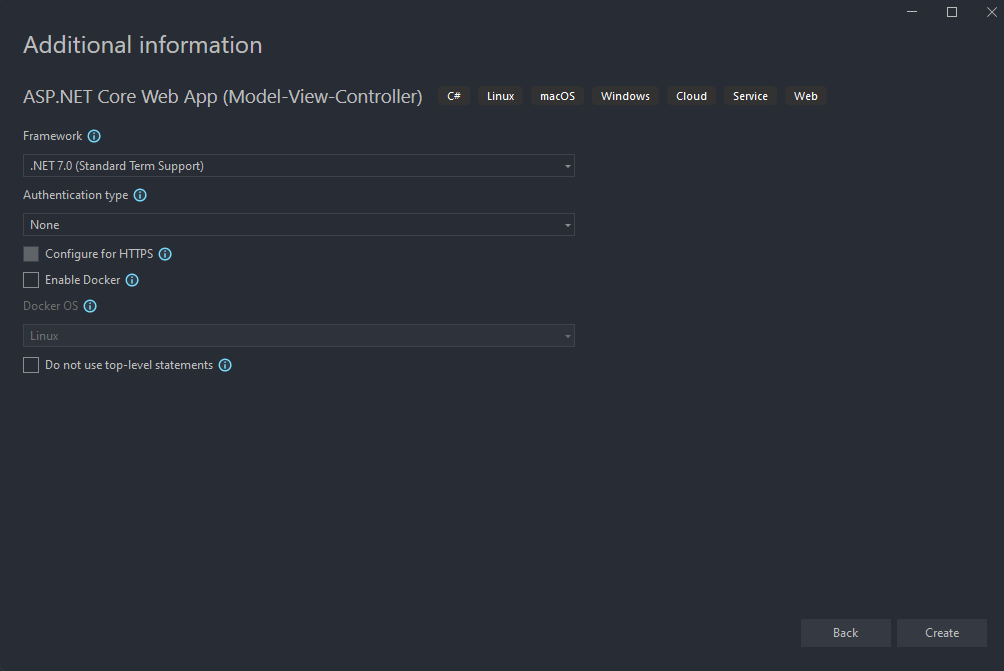 Additional information
ASP.NET Core Web App (Model-View-Controller) C# Linux macOS Windows Cloud Service Web
Framework
.NET 7.0 (Standard Term Support)
Authentication type
None
Configure for HTTPS
Enable Docker
Docker OS
Linux
Do not use top-level statements
Back Create